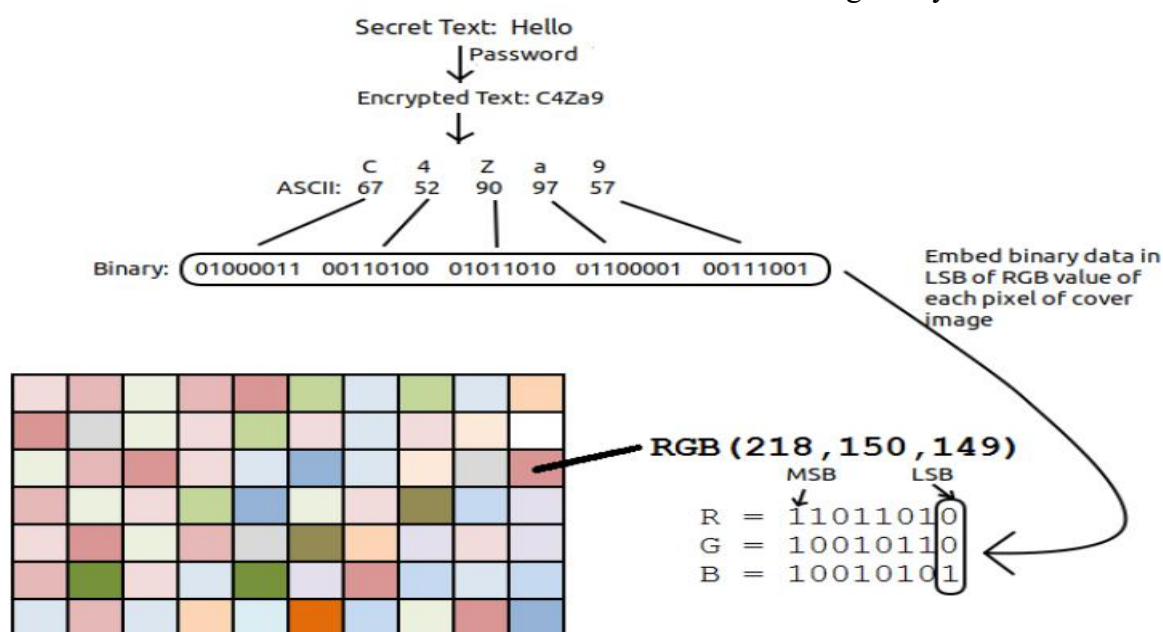 Secret Text: Hello
Password
Encrypted Text: C4Za9
C 4 Z a 9
ASCII: 67 52 90 97 57
Binary: 01000011 00110100 01011010 01100001 00111001
Embed binary data in
LSB of RGB value of
each pixel of cover
image
RGB(218,150,149)
MSB LSB
R = 11011010
G = 10010110
B = 10010101